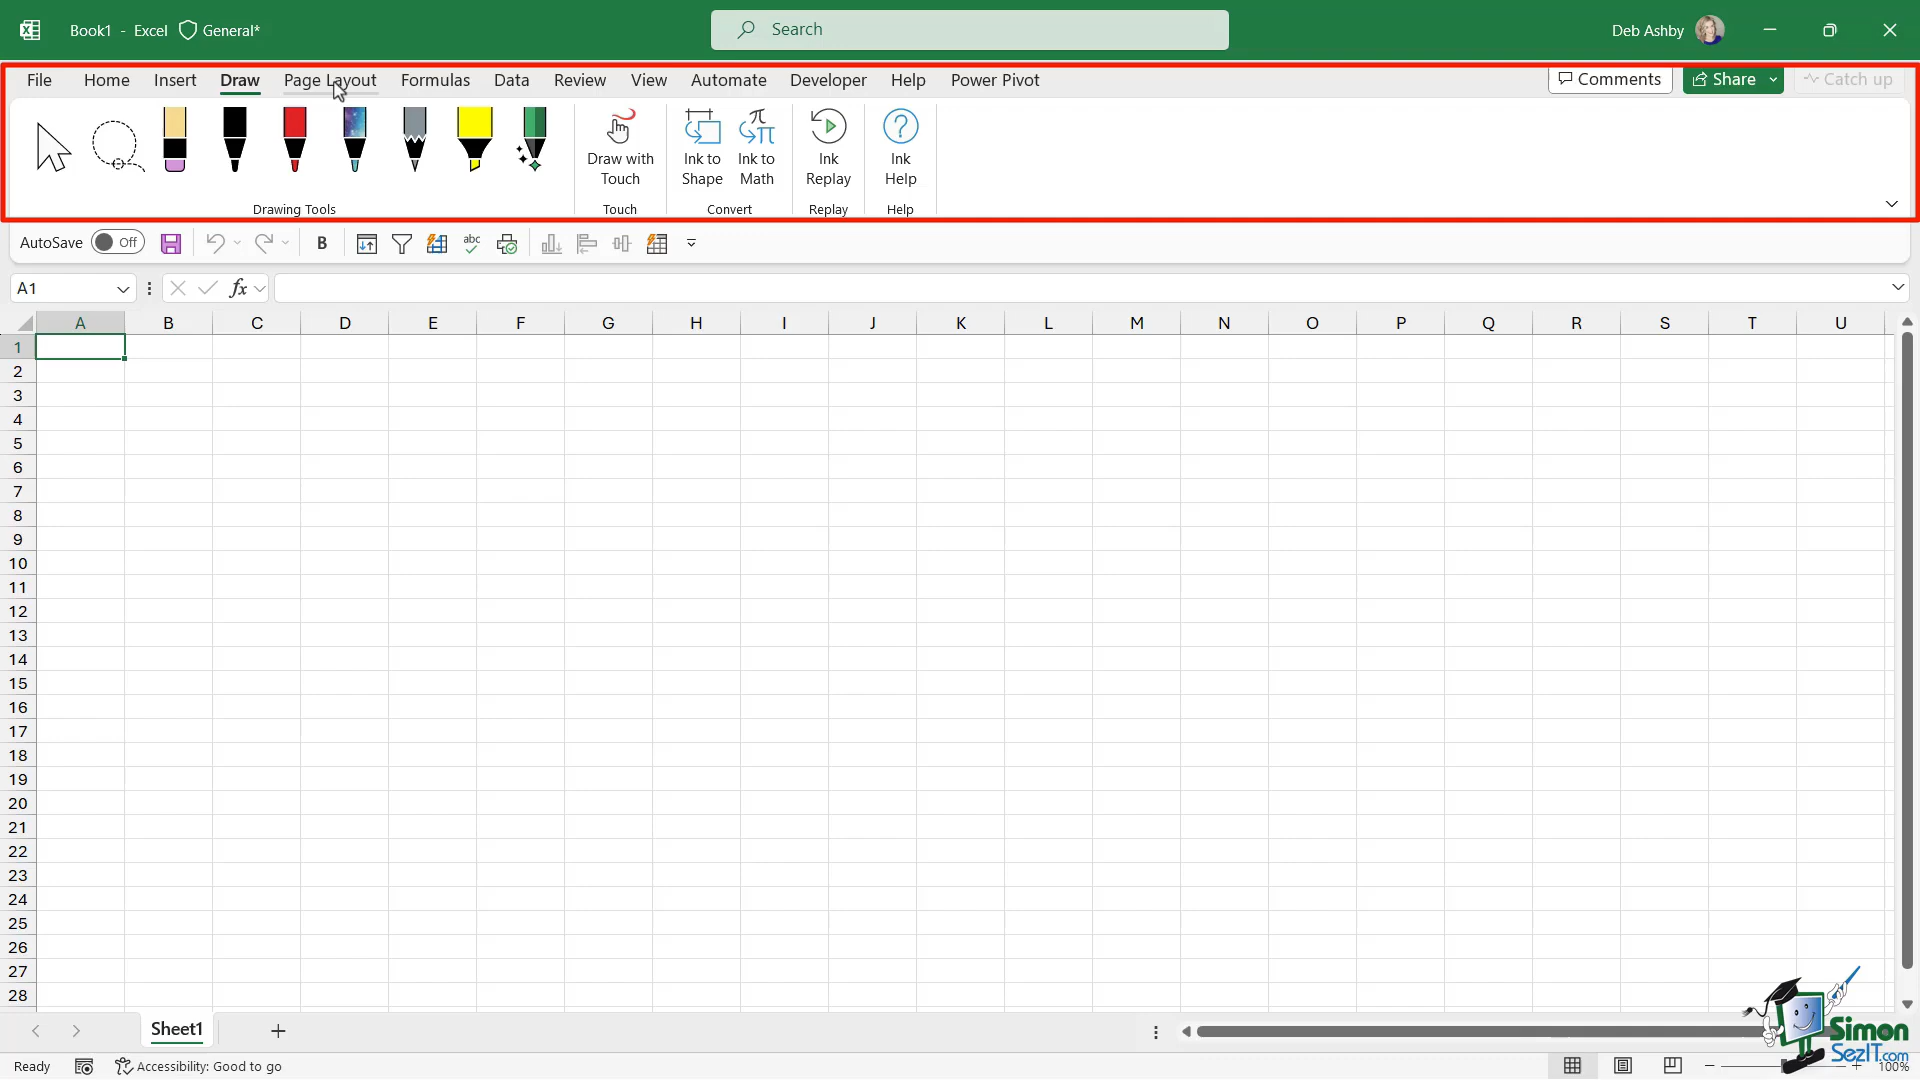 Book1 - Excel General*
Search
Deb Ashby
File Home Insert Draw Page Layout Formulas Data Review View Automate Developer Help Power Pivot
Comments Share Catch up
Draw with Touch
Ink to Shape
Ink to Math
Ink Replay
Ink Help
Drawing Tools Touch Convert Replay Help
AutoSave Off B abc
A1 fx
A B C D E F G H I J K L M N O P Q R S T U
1
2
3
4
5
6
7
8
9
10
11
12
13
14
15
16
17
18
19
20
21
22
23
24
25
26
27
28
Sheet1
Simon
SezIT.com
Ready Accessibility: Good to go 100%